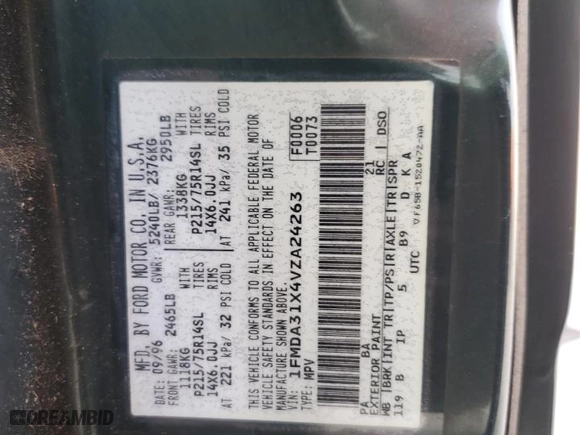 MFD. BY FORD MOTOR CO. IN U.S.A.
DATE: 09/96 GVWR: 5240LB/ 2376KG
FRONT GAWR: 2465LB REAR GAWR: 2950LB
1118KG WITH 1338KG WITH
P215/75R14SL TIRES P215/75R14SL TIRES
14X6.0JJ RIMS 14X6.0JJ RIMS
AT 221 kPa/ 32 PSI COLD AT 241 kPa/ 35 PSI COLD
THIS VEHICLE CONFORMS TO ALL APPLICABLE FEDERAL MOTOR
VEHICLE SAFETY STANDARDS IN EFFECT ON THE DATE OF
MANUFACTURE SHOWN ABOVE.
VIN: 1FMDA31X4VZA24263 F0006
TYPE: MPV T0073
PA BA 21
EXTERIOR PAINT RC DSO
WB BRK INT TR TP/PS R AXLE TR SPR
119 B IP 5 B9 D K A
UTC F65B-1520472-AA
DREAMBID